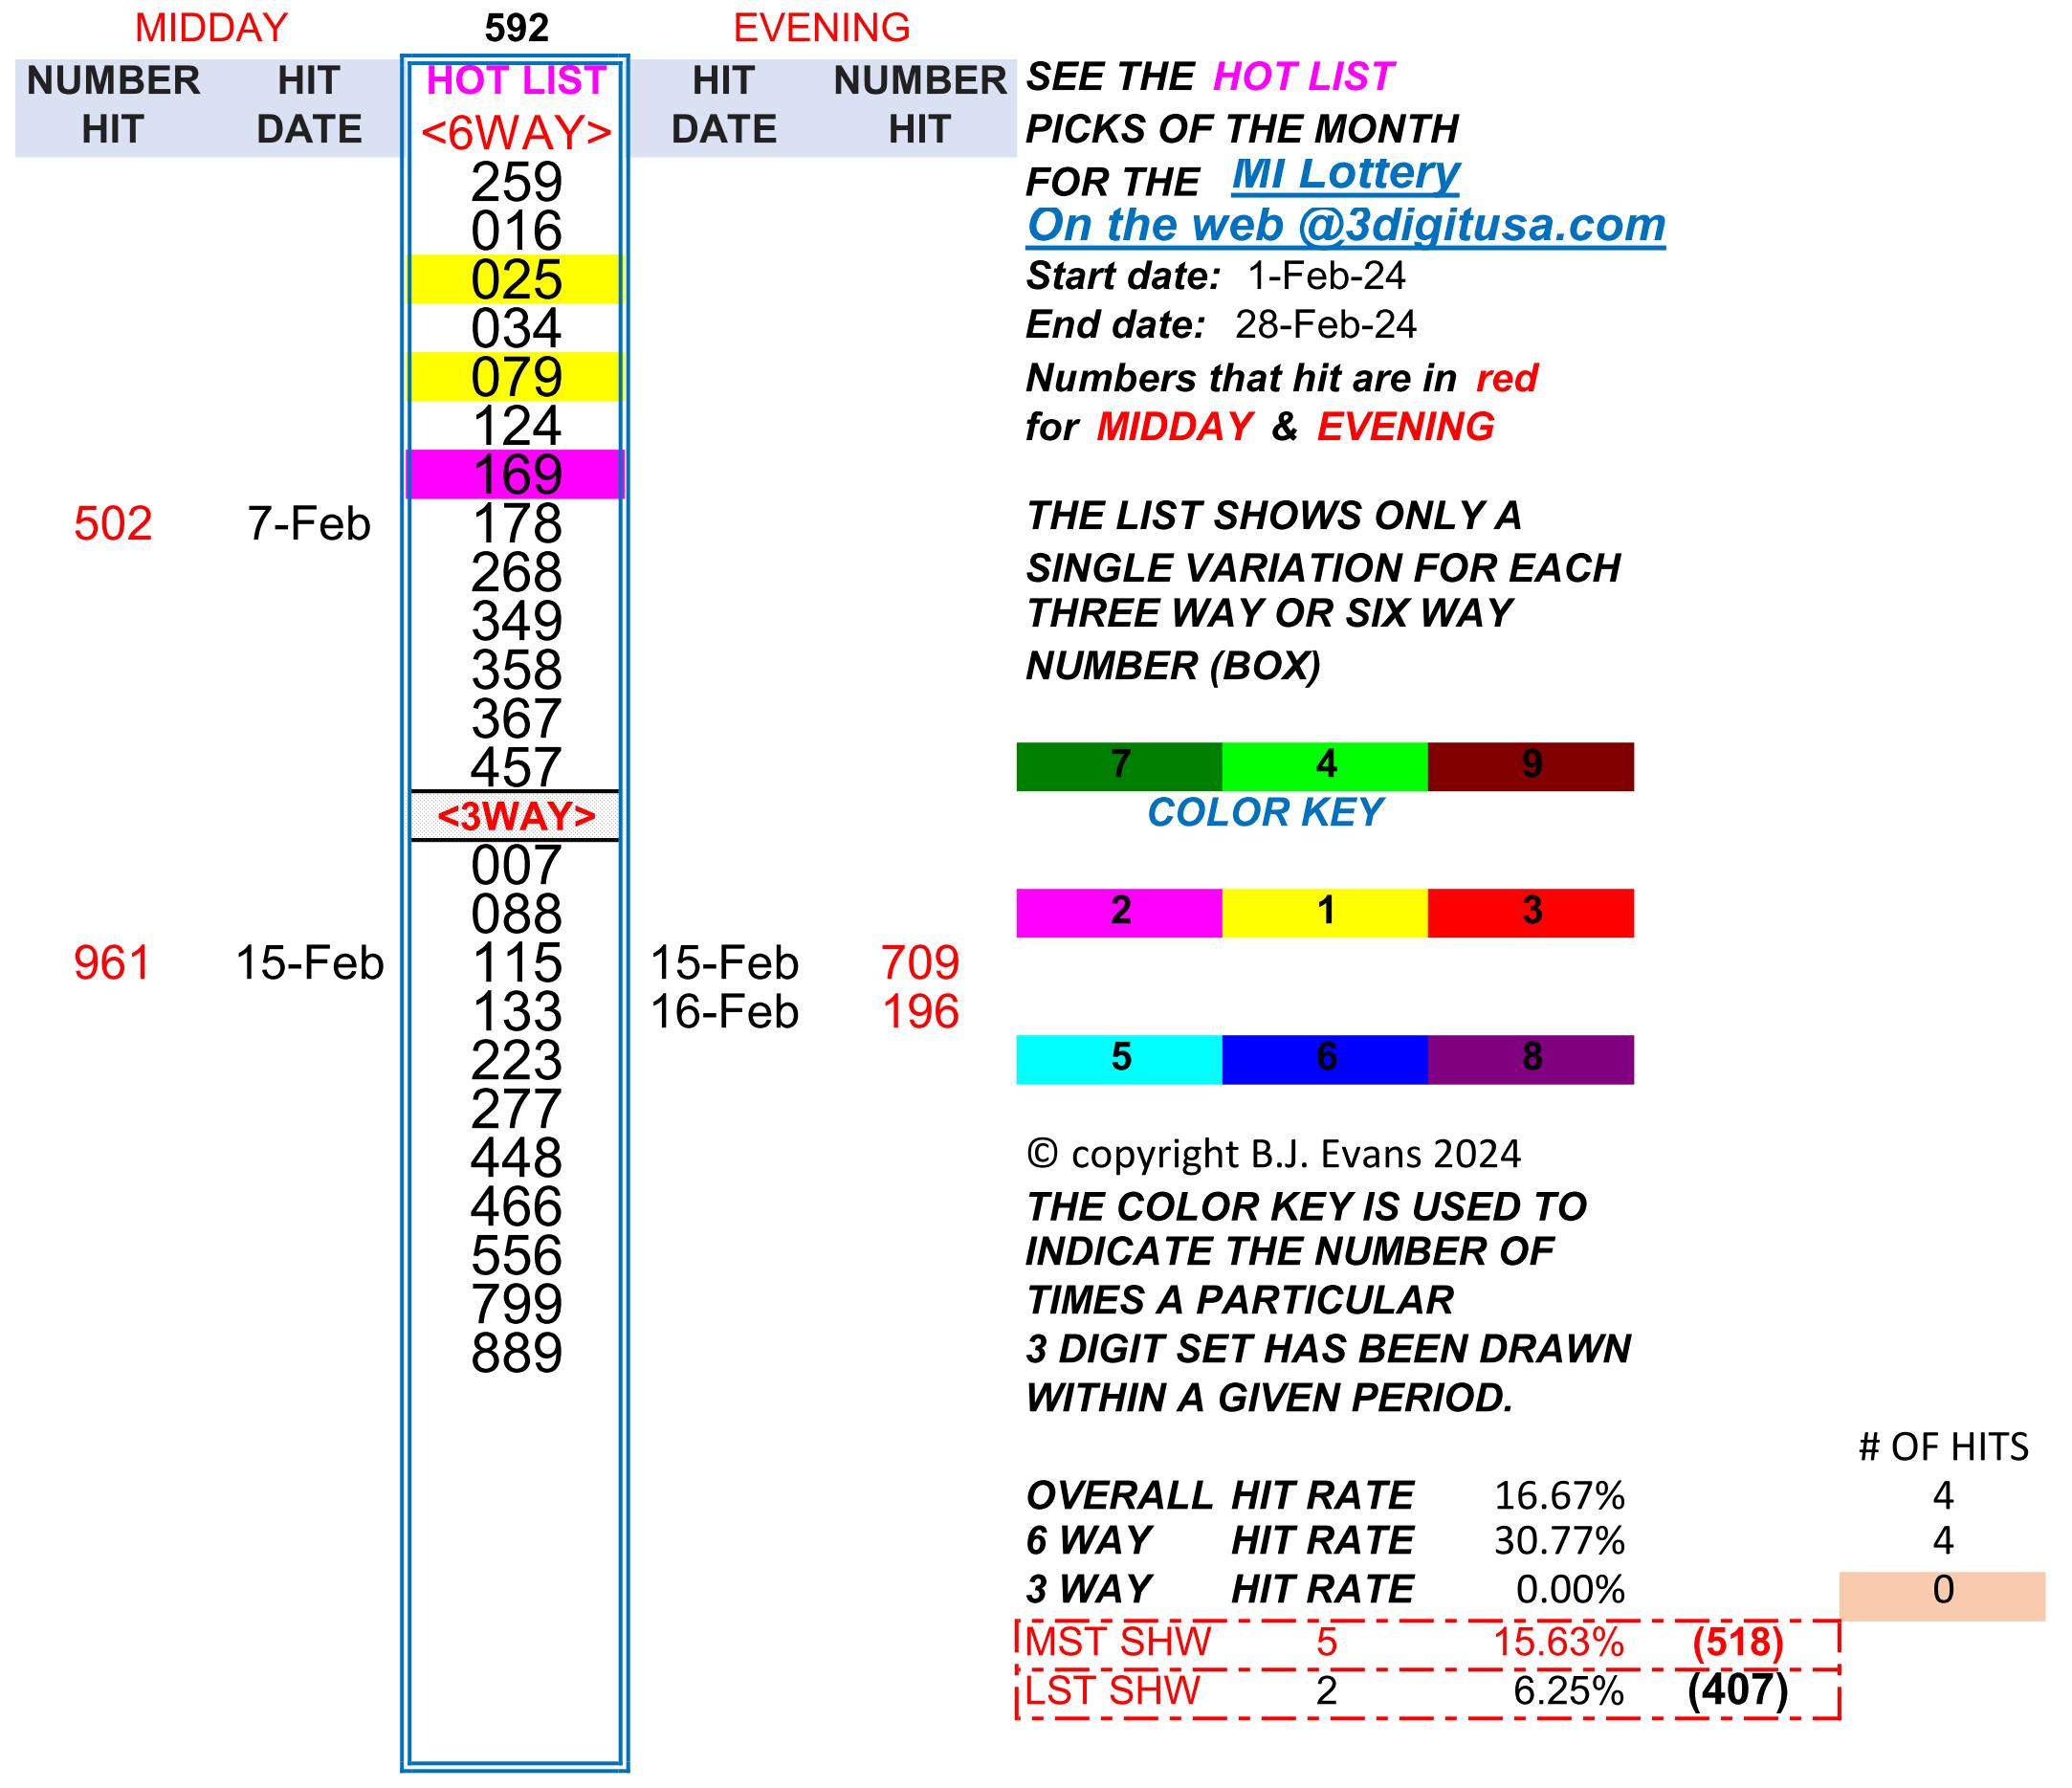 MIDDAY 592 EVENING
NUMBER HIT HOT LIST HIT NUMBER SEE THE HOT LIST
HIT DATE <6WAY> DATE HIT PICKS OF THE MONTH
259 FOR THE MI Lottery
016 On the web @3digitusa.com
025 Start date: 1-Feb-24
034 End date: 28-Feb-24
079 Numbers that hit are in red
124 for MIDDAY & EVENING
169
502 7-Feb 178 THE LIST SHOWS ONLY A
268 SINGLE VARIATION FOR EACH
349 THREE WAY OR SIX WAY
358 NUMBER (BOX)
367
457 7 4 9
<3WAY> COLOR KEY
007
088 2 1 3
961 15-Feb 115 15-Feb 709
133 16-Feb 196
223 5 6 8
277
448 © copyright B.J. Evans 2024
466 THE COLOR KEY IS USED TO
556 INDICATE THE NUMBER OF
799 TIMES A PARTICULAR
889 3 DIGIT SET HAS BEEN DRAWN
WITHIN A GIVEN PERIOD.
# OF HITS
OVERALL HIT RATE 16.67% 4
6 WAY HIT RATE 30.77% 4
3 WAY HIT RATE 0.00% 0
MST SHW 5 15.63% (518)
LST SHW 2 6.25% (407)